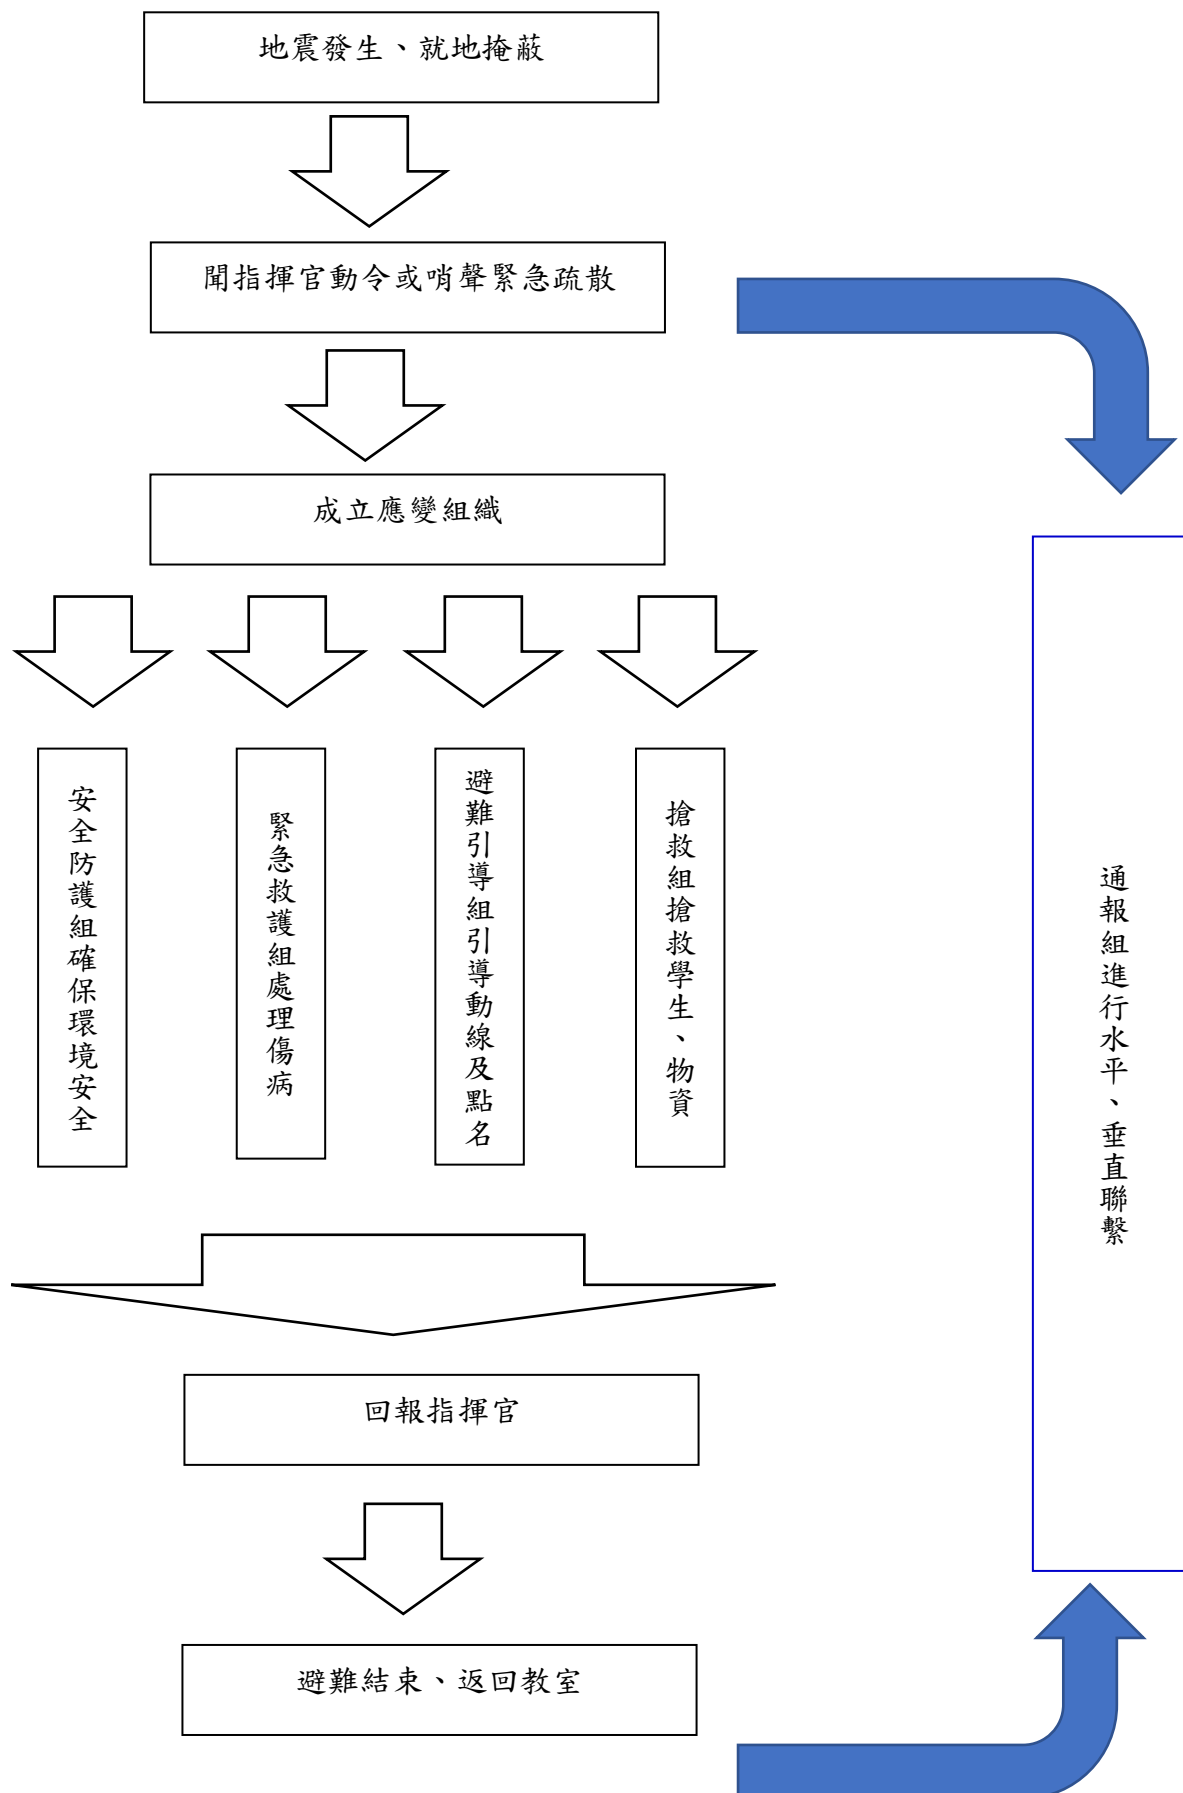 地震發生、就地掩蔽
聞指揮官動令或哨聲緊急疏散
成立應變組織
安全防護組確保環境安全
緊急救護組處理傷病
避難引導組引導動線及點名
搶救組搶救學生、物資
通報組進行水平、垂直聯繫
回報指揮官
避難結束、返回教室